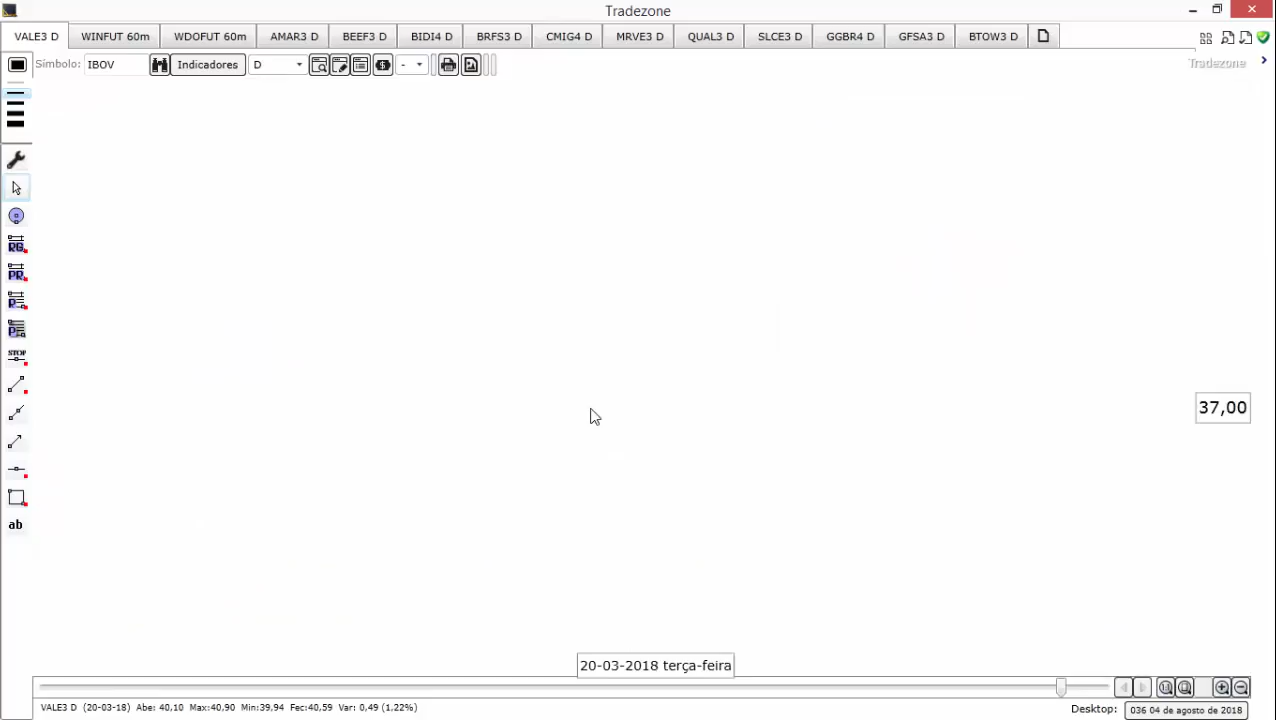 Tradezone
VALE3 D WINFUT 60m WDOFUT 60m AMAR3 D BEEF3 D BIDI4 D BRFS3 D CMIG4 D MRVE3 D QUAL3 D SLCE3 D GGBR4 D GFSA3 D BTOW3 D
Símbolo: IBOV Indicadores D - Tradezone
RG
PR
P
P
STOP
37,00
ab
20-03-2018 terça-feira
VALE3 D (20-03-18) Abe: 40,10 Max:40,90 Min:39,94 Fec:40,59 Var: 0,49 (1,22%) Desktop: 036 04 de agosto de 2018